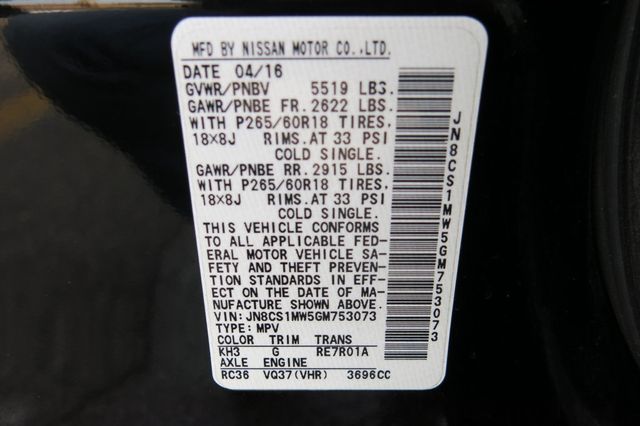 MFD BY NISSAN MOTOR CO.,LTD.
DATE 04/16
GVWR/PNBV 5519 LBS.
GAWR/PNBE FR. 2622 LBS.
WITH P265/60R18 TIRES.
18×8J RIMS.AT 33 PSI
COLD SINGLE.
GAWR/PNBE RR. 2915 LBS.
WITH P265/60R18 TIRES.
18×8J RIMS.AT 33 PSI
COLD SINGLE.
THIS VEHICLE CONFORMS
TO ALL APPLICABLE FED-
ERAL MOTOR VEHICLE SA-
FETY AND THEFT PREVEN-
TION STANDARDS IN EFF-
ECT ON THE DATE OF MA-
NUFACTURE SHOWN ABOVE.
VIN:JN8CS1MW5GM753073
TYPE:MPV
COLOR TRIM TRANS
KH3 G RE7R01A
AXLE ENGINE
RC36 VQ37(VHR) 3696CC
JN8CS1MW5GM753073